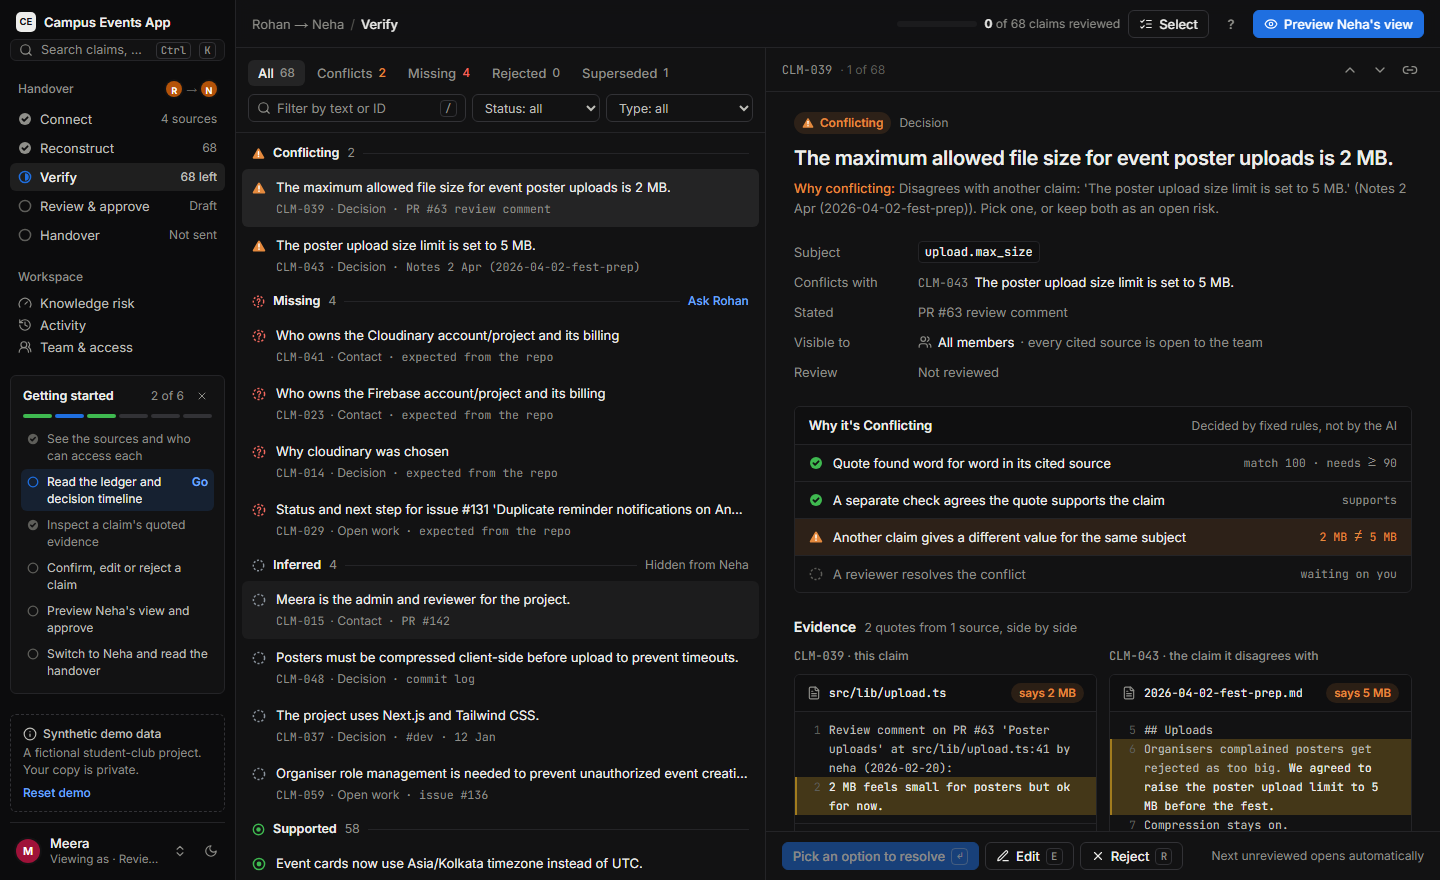 CE Campus Events App
Search claims, ... Ctrl K
Handover R → N
Connect 4 sources
Reconstruct 68
Verify 68 left
Review & approve Draft
Handover Not sent
Workspace
Knowledge risk
Activity
Team & access
Getting started 2 of 6
See the sources and who
can access each
Read the ledger and Go
decision timeline
Inspect a claim's quoted
evidence
Confirm, edit or reject a
claim
Preview Neha's view and
approve
Switch to Neha and read the
handover
Synthetic demo data
A fictional student-club project.
Your copy is private.
Reset demo
M Meera
Viewing as · Revie...
Rohan → Neha / Verify
0 of 68 claims reviewed Select ? Preview Neha's view
All 68 Conflicts 2 Missing 4 Rejected 0 Superseded 1
Filter by text or ID / Status: all Type: all
Conflicting 2
The maximum allowed file size for event poster uploads is 2 MB.
CLM-039 · Decision · PR #63 review comment
The poster upload size limit is set to 5 MB.
CLM-043 · Decision · Notes 2 Apr (2026-04-02-fest-prep)
Missing 4 Ask Rohan
Who owns the Cloudinary account/project and its billing
CLM-041 · Contact · expected from the repo
Who owns the Firebase account/project and its billing
CLM-023 · Contact · expected from the repo
Why cloudinary was chosen
CLM-014 · Decision · expected from the repo
Status and next step for issue #131 'Duplicate reminder notifications on An...
CLM-029 · Open work · expected from the repo
Inferred 4 Hidden from Neha
Meera is the admin and reviewer for the project.
CLM-015 · Contact · PR #142
Posters must be compressed client-side before upload to prevent timeouts.
CLM-048 · Decision · commit log
The project uses Next.js and Tailwind CSS.
CLM-037 · Decision · #dev · 12 Jan
Organiser role management is needed to prevent unauthorized event creati...
CLM-059 · Open work · issue #136
Supported 58
Event cards now use Asia/Kolkata timezone instead of UTC.
CLM-039 · 1 of 68
Conflicting Decision
The maximum allowed file size for event poster uploads is 2 MB.
Why conflicting: Disagrees with another claim: 'The poster upload size limit is set to 5 MB.' (Notes 2
Apr (2026-04-02-fest-prep)). Pick one, or keep both as an open risk.
Subject upload.max_size
Conflicts with CLM-043 The poster upload size limit is set to 5 MB.
Stated PR #63 review comment
Visible to All members · every cited source is open to the team
Review Not reviewed
Why it's Conflicting Decided by fixed rules, not by the AI
Quote found word for word in its cited source match 100 · needs ≥ 90
A separate check agrees the quote supports the claim supports
Another claim gives a different value for the same subject 2 MB ≠ 5 MB
A reviewer resolves the conflict waiting on you
Evidence 2 quotes from 1 source, side by side
CLM-039 · this claim
src/lib/upload.ts says 2 MB
1 Review comment on PR #63 'Poster
uploads' at src/lib/upload.ts:41 by
neha (2026-02-20):
2 2 MB feels small for posters but ok
for now.
CLM-043 · the claim it disagrees with
2026-04-02-fest-prep.md says 5 MB
5 ## Uploads
6 Organisers complained posters get
rejected as too big. We agreed to
raise the poster upload limit to 5
MB before the fest.
7 Compression stays on.
Pick an option to resolve Edit E Reject R Next unreviewed opens automatically